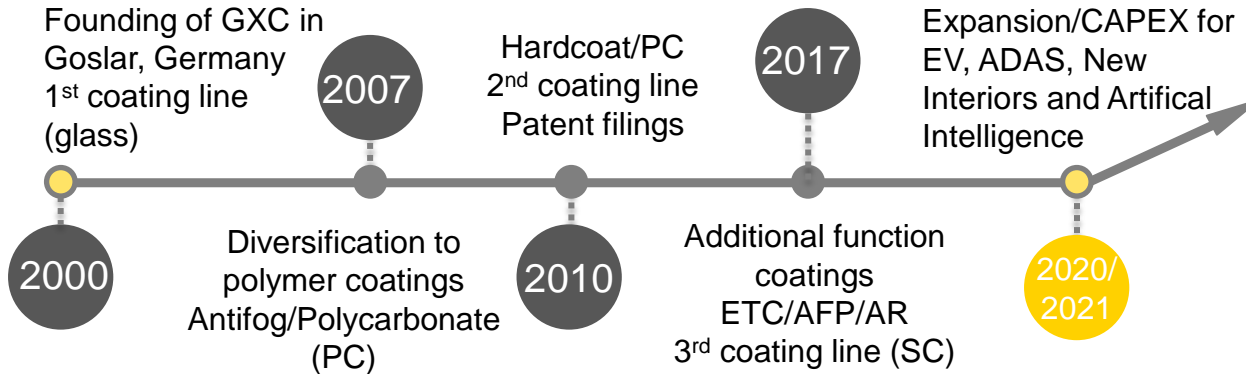 Founding of GXC in
Goslar, Germany
1st coating line
(glass)
2000
2007
Diversification to
polymer coatings
Antifog/Polycarbonate
(PC)
Hardcoat/PC
2nd coating line
Patent filings
2010
2017
Additional function
coatings
ETC/AFP/AR
3rd coating line (SC)
Expansion/CAPEX for
EV, ADAS, New
Interiors and Artifical
Intelligence
2020/
2021